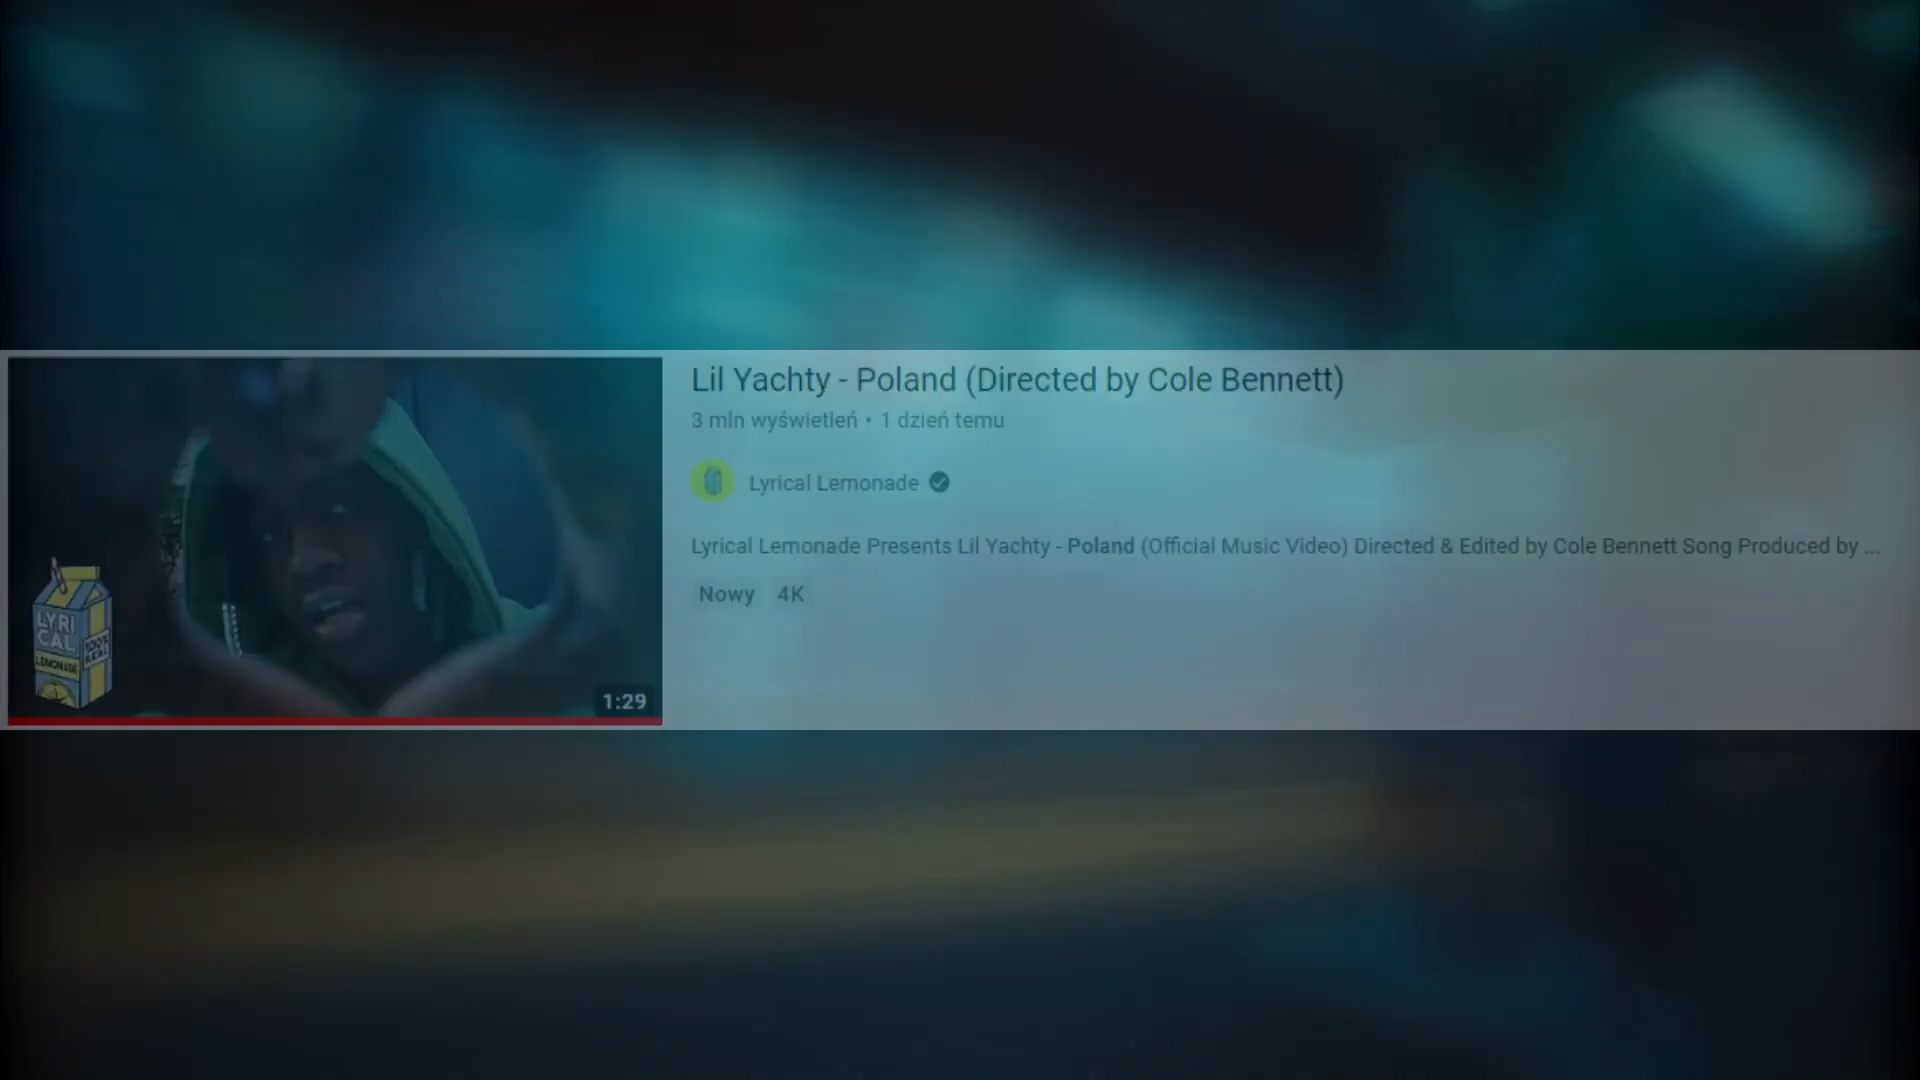 Lil Yachty - Poland (Directed by Cole Bennett)
3 mln wyświetleń • 1 dzień temu
Lyrical Lemonade
Lyrical Lemonade Presents Lil Yachty - Poland (Official Music Video) Directed & Edited by Cole Bennett Song Produced by ...
Nowy 4K
LYRI
CAL
LEMONADE
100%
REAL
1:29